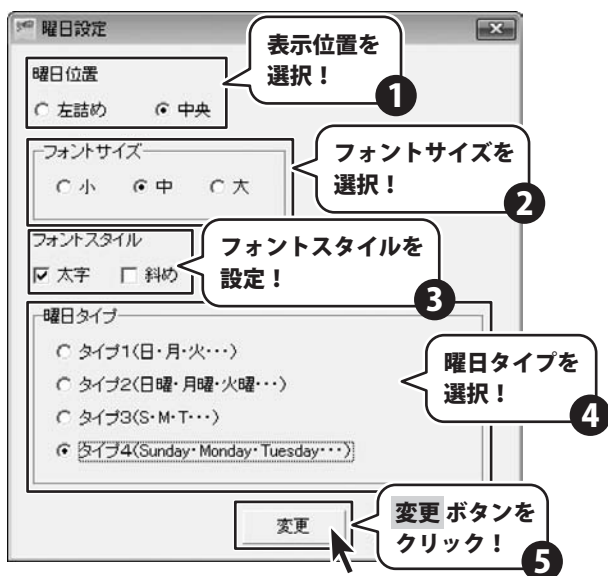 曜日設定
表示位置を
選択！
1
曜日位置
左詰め 中央
フォントサイズ
小 中 大
フォントサイズを
選択！
2
フォントスタイル
太字 斜め
フォントスタイルを
設定！
3
曜日タイプ
タイプ1(日・月・火・・・)
タイプ2(日曜・月曜・火曜・・・)
タイプ3(S・M・T・・・)
タイプ4(Sunday・Monday・Tuesday・・・)
曜日タイプを
選択！
4
変更
変更 ボタンを
クリック！
5